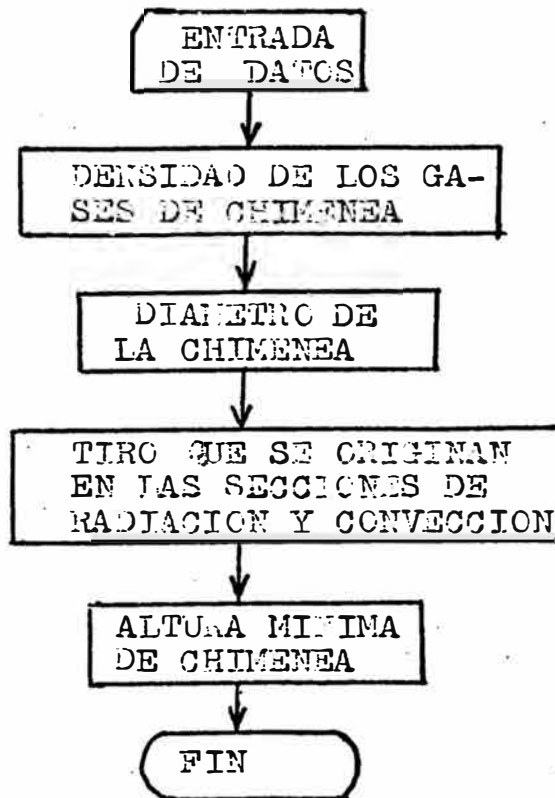 ENTRADA
DE DATOS
DENSIDAD DE LOS GA-
SES DE CHIMENEA
DIAMETRO DE
LA CHIMENEA
TIRO QUE SE ORIGINAN
EN LAS SECCIONES DE
RADIACION Y CONVECCION
ALTURA MINIMA
DE CHIMENEA
FIN